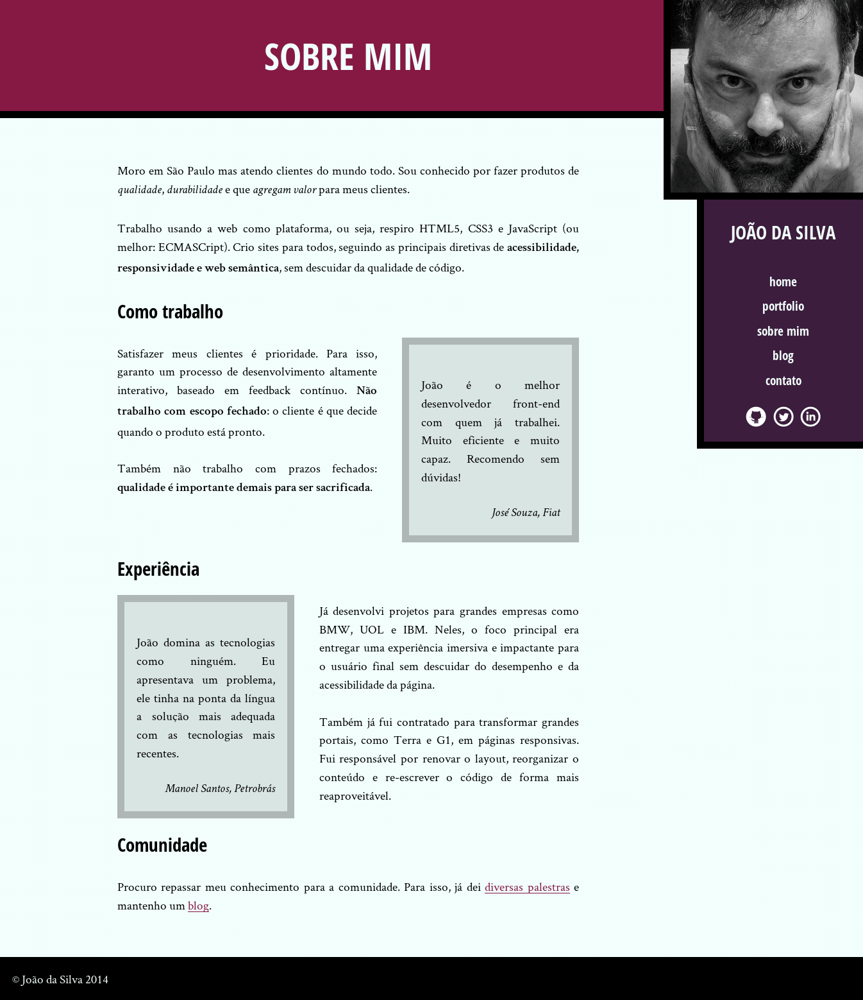 SOBRE MIM
Moro em São Paulo mas atendo clientes do mundo todo. Sou conhecido por fazer produtos de
qualidade, durabilidade e que agregam valor para meus clientes.
Trabalho usando a web como plataforma, ou seja, respiro HTML5, CSS3 e JavaScript (ou
melhor: ECMASCript). Crio sites para todos, seguindo as principais diretivas de acessibilidade,
responsividade e web semântica, sem descuidar da qualidade de código.
Como trabalho
Satisfazer meus clientes é prioridade. Para isso,
garanto um processo de desenvolvimento altamente
interativo, baseado em feedback contínuo. Não
trabalho com escopo fechado: o cliente é que decide
quando o produto está pronto.
Também não trabalho com prazos fechados:
qualidade é importante demais para ser sacrificada.
João é o melhor
desenvolvedor front-end
com quem já trabalhei.
Muito eficiente e muito
capaz. Recomendo sem
dúvidas!
José Souza, Fiat
Experiência
João domina as tecnologias
como ninguém. Eu
apresentava um problema,
ele tinha na ponta da língua
a solução mais adequada
com as tecnologias mais
recentes.
Manoel Santos, Petrobrás
Já desenvolvi projetos para grandes empresas como
BMW, UOL e IBM. Neles, o foco principal era
entregar uma experiência imersiva e impactante para
o usuário final sem descuidar do desempenho e da
acessibilidade da página.
Também já fui contratado para transformar grandes
portais, como Terra e G1, em páginas responsivas.
Fui responsável por renovar o layout, reorganizar o
conteúdo e re-escrever o código de forma mais
reaproveitável.
Comunidade
Procuro repassar meu conhecimento para a comunidade. Para isso, já dei diversas palestras e
mantenho um blog.
JOÃO DA SILVA
home
portfolio
sobre mim
blog
contato
in
© João da Silva 2014